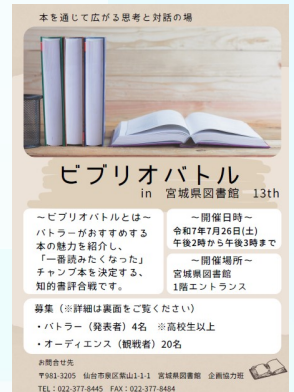 本を通じて広がる思考と対話の場
ビブリオバトル
in 宮城県図書館 13th
～ビブリオバトルとは～
バトラーがおすすめする
本の魅力を紹介し、
「一番読みたくなった」
チャンプ本を決定する、
知的書評合戦です。
～開催日時～
令和7年7月26日(土)
午後2時から午後3時まで
～開催場所～
宮城県図書館
1階エントランス
募集（※詳細は裏面をご覧ください）
・バトラー（発表者）4名 ※高校生以上
・オーディエンス（観戦者）20名
お問合せ先
〒981-3205 仙台市泉区紫山1-1-1 宮城県図書館 企画協力班
TEL：022-377-8445 FAX：022-377-8484